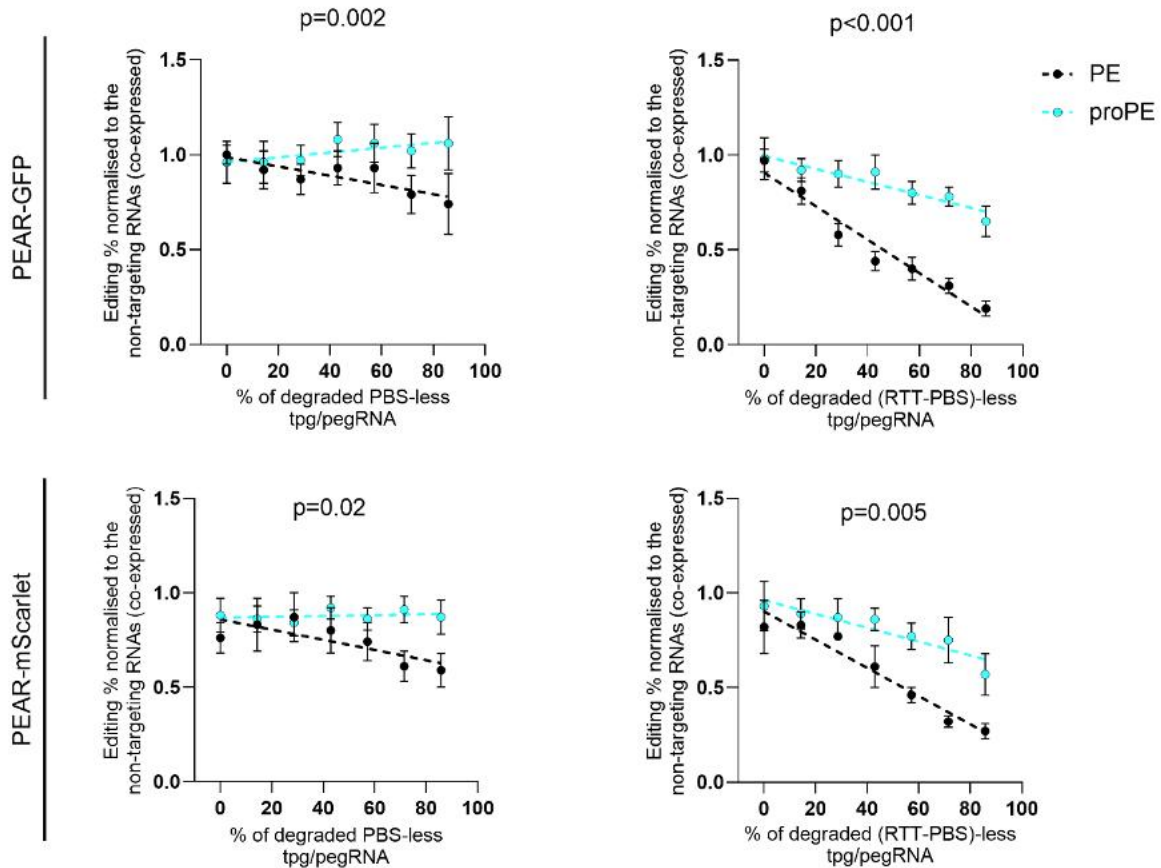 PEAR-GFP
p=0.002
Editing % normalised to the
non-targeting RNAs (co-expressed)
1.5
1.0
0.5
0.0
0 20 40 60 80 100
% of degraded PBS-less
tpg/pegRNA
p<0.001
Editing % normalised to the
non-targeting RNAs (co-expressed)
1.5
1.0
0.5
0.0
0 20 40 60 80 100
% of degraded (RTT-PBS)-less
tpg/pegRNA
PE
proPE
PEAR-mScarlet
p=0.02
Editing % normalised to the
non-targeting RNAs (co-expressed)
1.5
1.0
0.5
0.0
0 20 40 60 80 100
% of degraded PBS-less
tpg/pegRNA
p=0.005
Editing % normalised to the
non-targeting RNAs (co-expressed)
1.5
1.0
0.5
0.0
0 20 40 60 80 100
% of degraded (RTT-PBS)-less
tpg/pegRNA